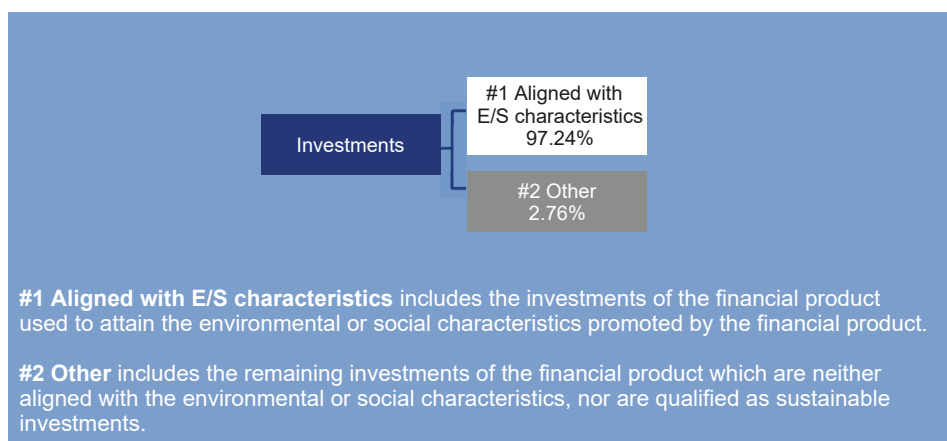 #1 Aligned with
E/S characteristics
97.24%
Investments
#2 Other
2.76%
#1 Aligned with E/S characteristics includes the investments of the financial product
used to attain the environmental or social characteristics promoted by the financial product.
#2 Other includes the remaining investments of the financial product which are neither
aligned with the environmental or social characteristics, nor are qualified as sustainable
investments.